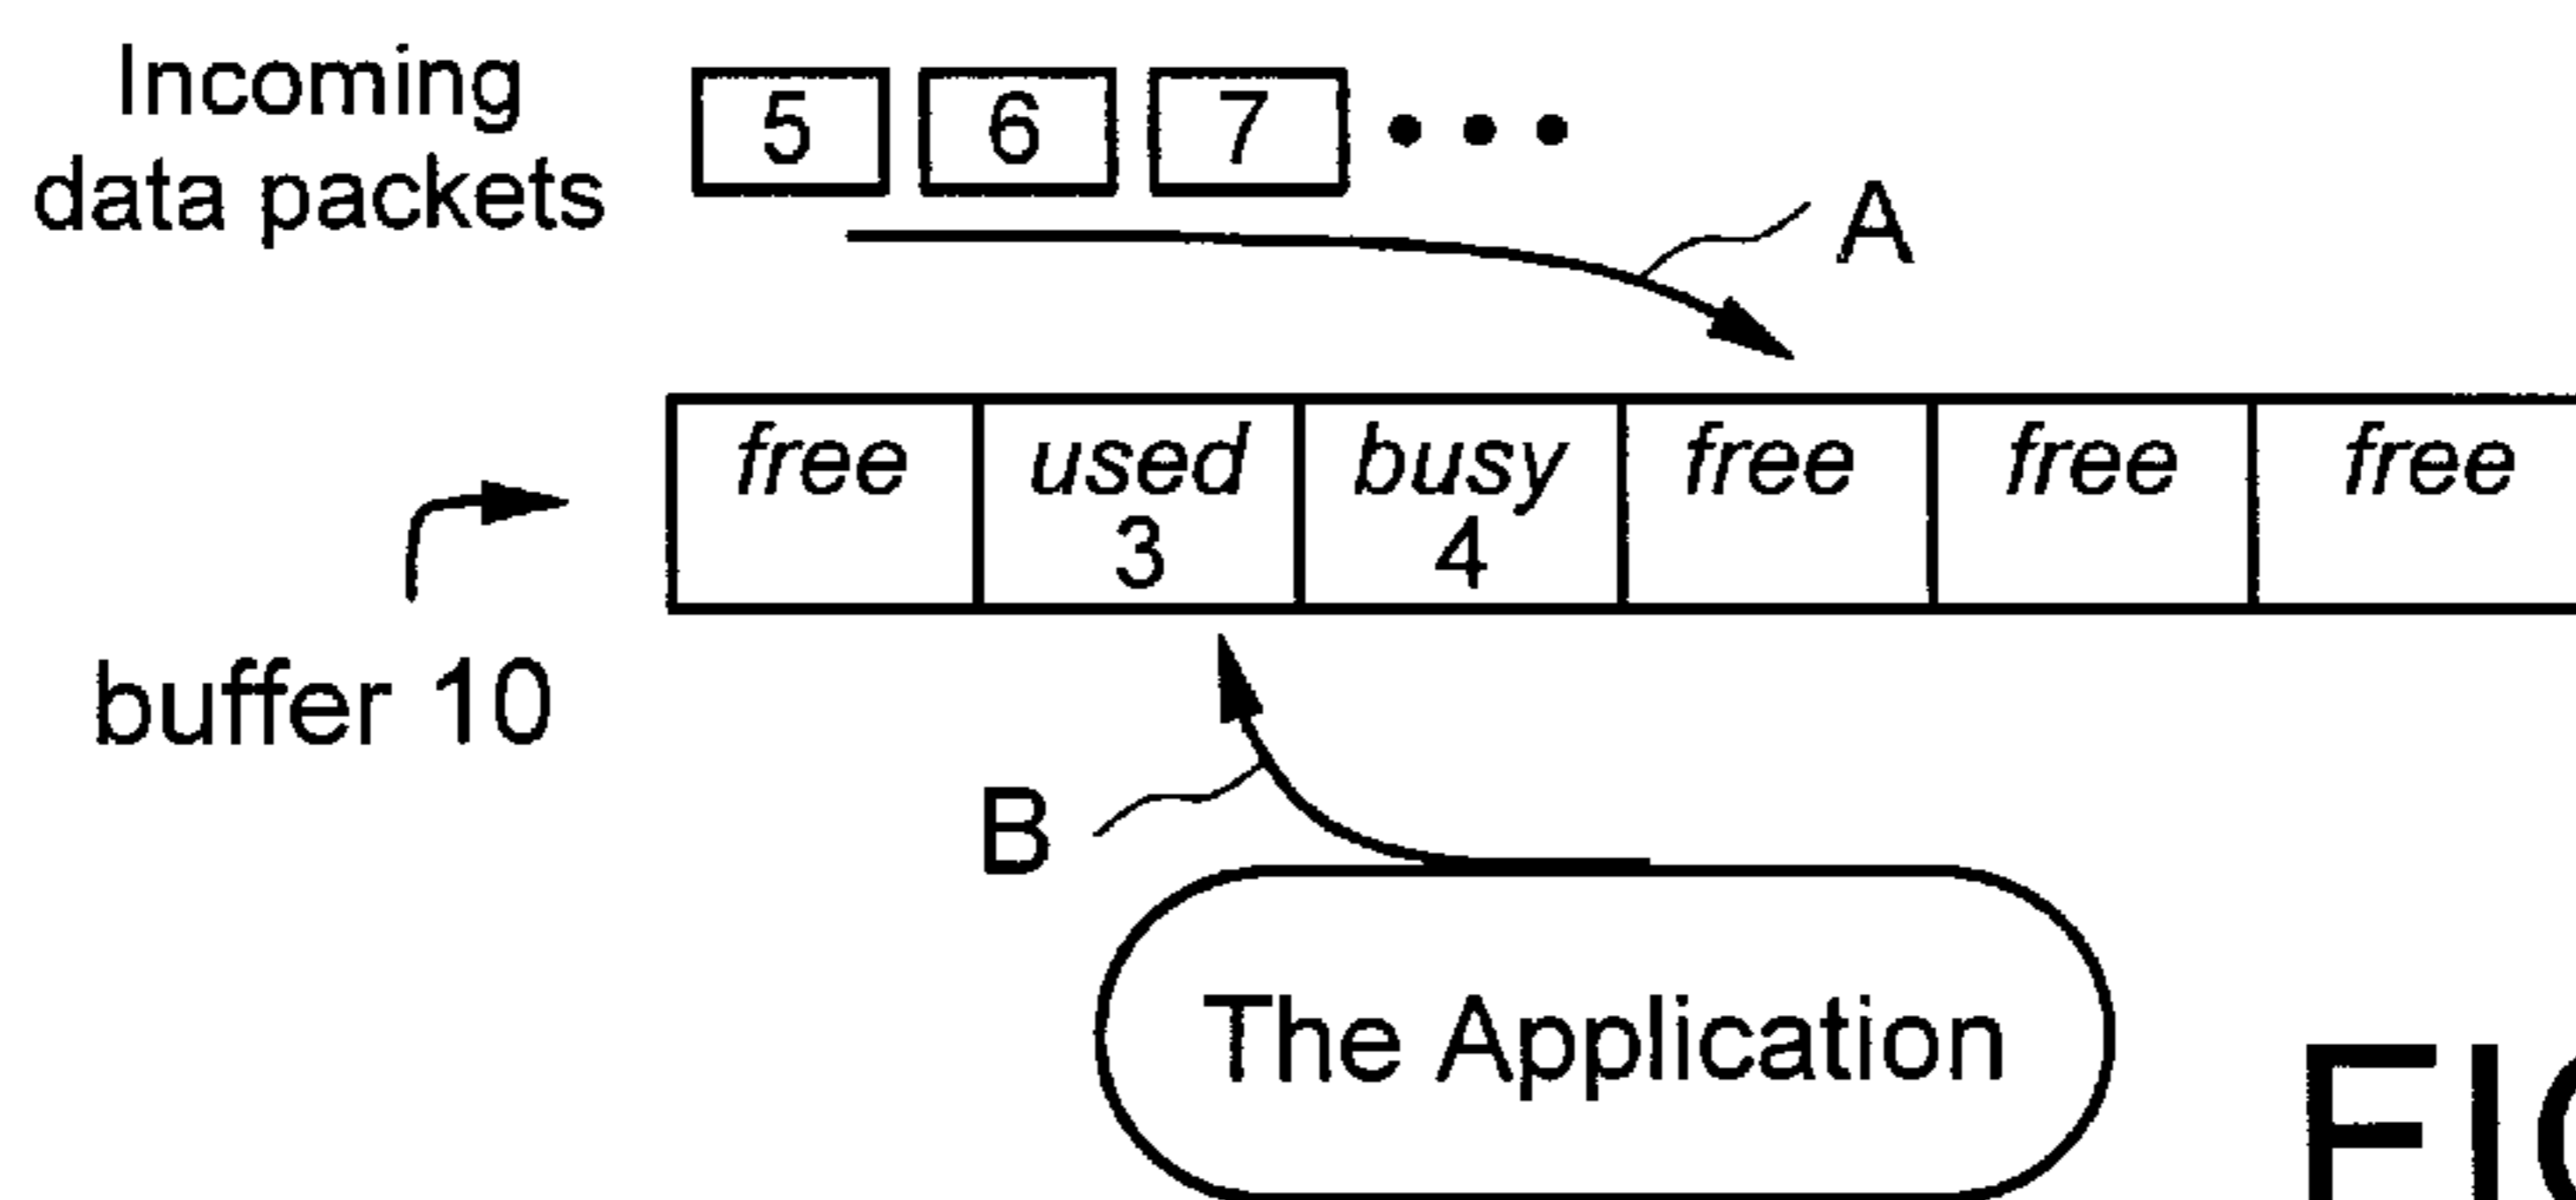 Incoming
data packets
5 6 7
A
free used busy free free free
3 4
buffer 10
B
The Application